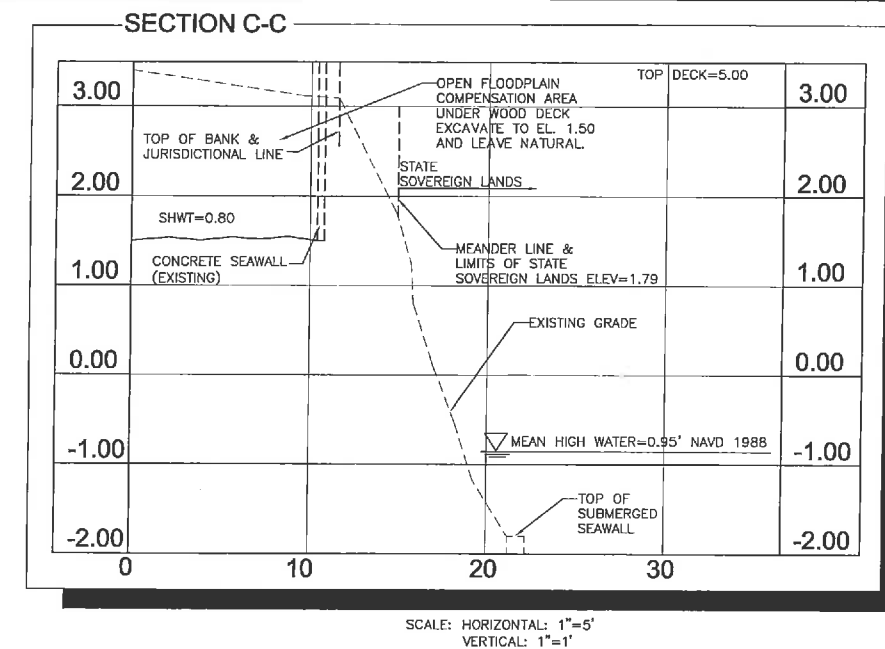 SECTION C-C
3.00
2.00
1.00
0.00
-1.00
-2.00
0
10
20
30
3.00
2.00
1.00
0.00
-1.00
-2.00
TOP DECK=5.00
OPEN FLOODPLAIN
COMPENSATION AREA
UNDER WOOD DECK
EXCAVATE TO EL. 1.50
AND LEAVE NATURAL.
TOP OF BANK &
JURISDICTIONAL LINE
STATE
SOVEREIGN LANDS
SHWT=0.80
CONCRETE SEAWALL
(EXISTING)
MEANDER LINE &
LIMITS OF STATE
SOVEREIGN LANDS ELEV=1.79
EXISTING GRADE
MEAN HIGH WATER=0.95' NAVD 1988
TOP OF
SUBMERGED
SEAWALL
SCALE: HORIZONTAL: 1"=5'
VERTICAL: 1"=1'